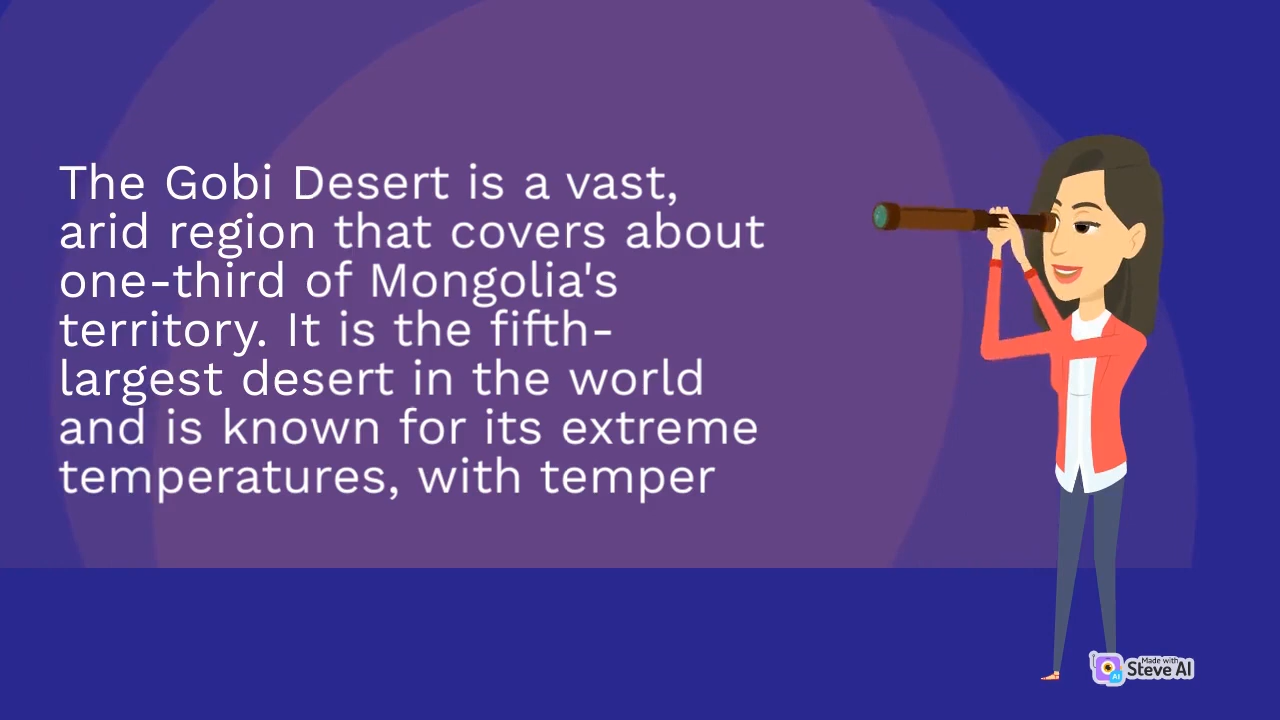 The Gobi Desert is a vast,
arid region that covers about
one-third of Mongolia's
territory. It is the fifth-
largest desert in the world
and is known for its extreme
temperatures, with temper
Made with
Steve AI
AI